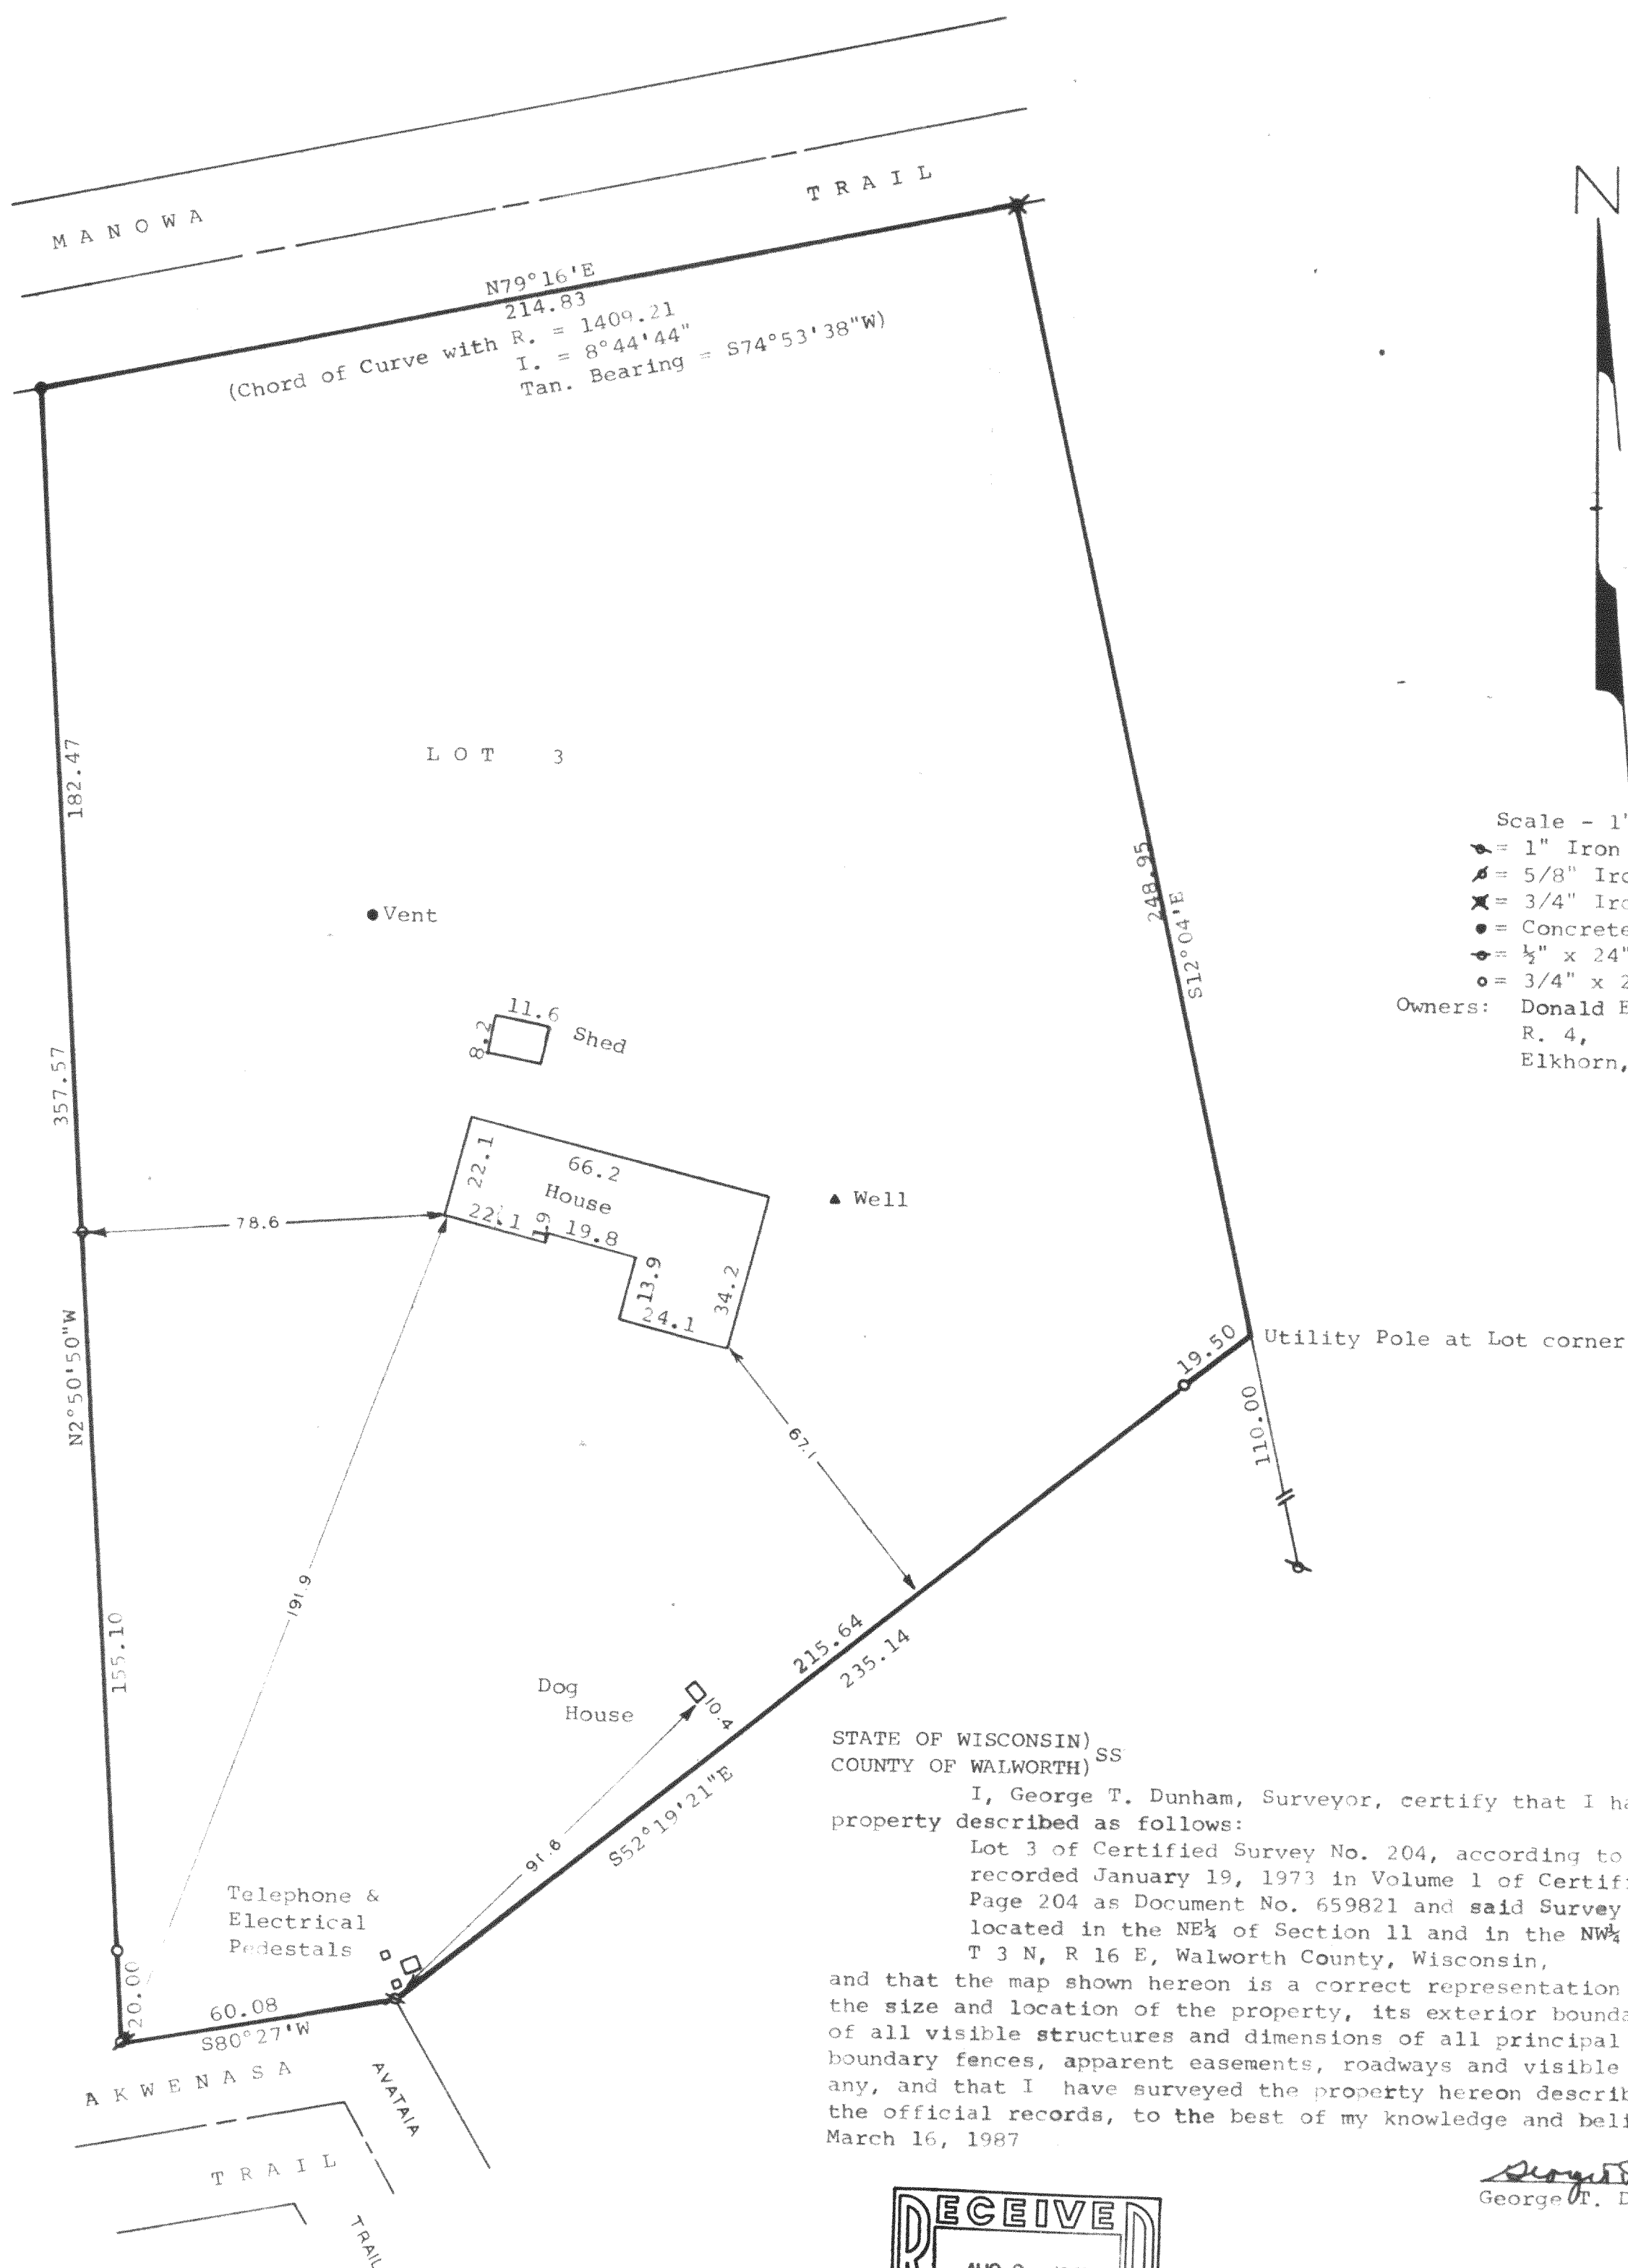 MANOWA TRAIL
N79°16'E
214.83
(Chord of Curve with R. = 1409.21
I. = 8°44'44"
Tan. Bearing = S74°53'38"W)
N
182.47
LOT 3
248.95
S12°04'E
Vent
Scale - 1"
= 1" Iron
= 5/8" Iro
= 3/4" Iro
= Concrete
= ½" x 24"
= 3/4" x 2
Owners: Donald E
R. 4,
Elkhorn,
11.6
8.2
Shed
357.57
22.1
66.2
House
22.1
1.9
19.8
13.9
24.1
34.2
Well
78.6
N2°50'50"W
19.50
Utility Pole at Lot corner
110.00
67.1
191.9
155.10
215.64
235.14
Dog
House
10.4
91.6
S52°19'21"E
Telephone &
Electrical
Pedestals
20.00
60.08
S80°27'W
AKWENASA
TRAIL
AVATAIA
TRAIL
STATE OF WISCONSIN)
SS
COUNTY OF WALWORTH)
I, George T. Dunham, Surveyor, certify that I ha
property described as follows:
Lot 3 of Certified Survey No. 204, according to
recorded January 19, 1973 in Volume 1 of Certif
Page 204 as Document No. 659821 and said Survey
located in the NE¼ of Section 11 and in the NW¼
T 3 N, R 16 E, Walworth County, Wisconsin,
and that the map shown hereon is a correct representation
the size and location of the property, its exterior bounda
of all visible structures and dimensions of all principal
boundary fences, apparent easements, roadways and visible
any, and that I have surveyed the property hereon describ
the official records, to the best of my knowledge and beli
March 16, 1987
George T. D
RECEIVED